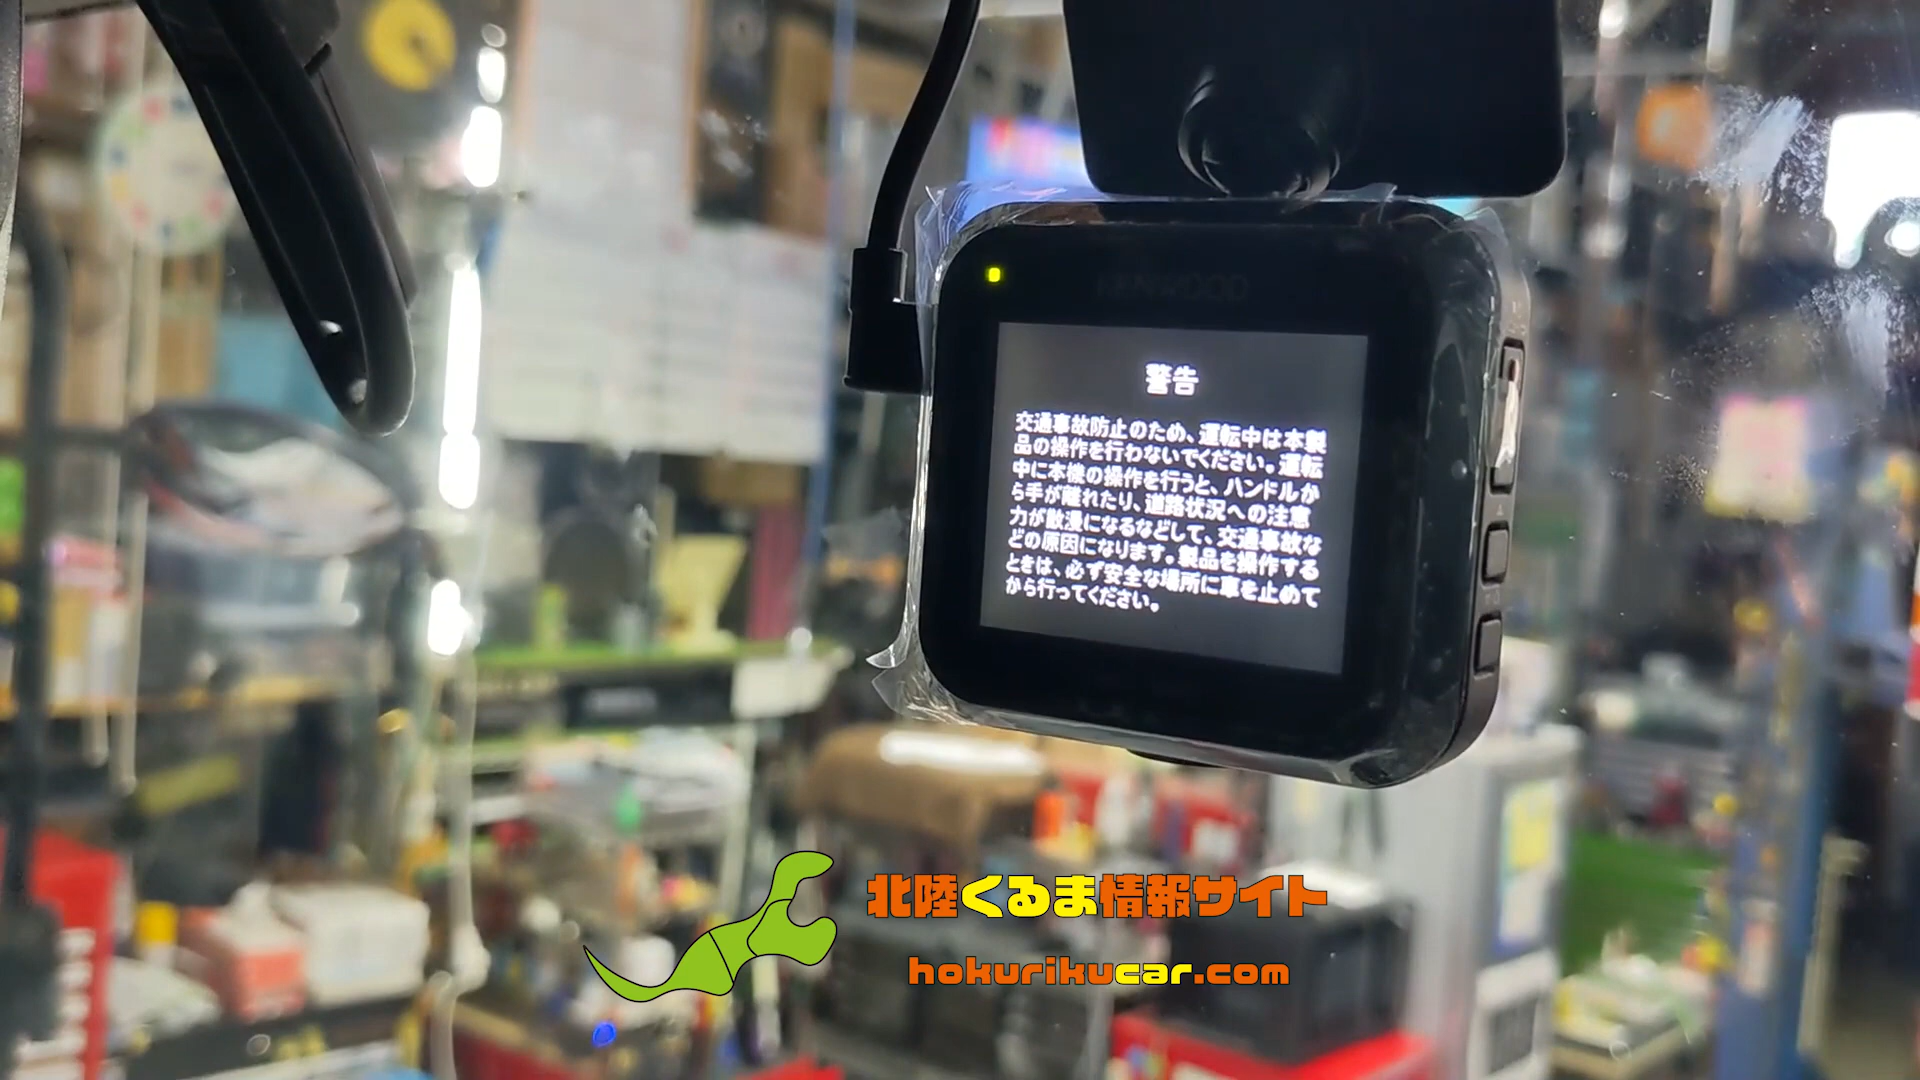 KENWOOD
警告
交通事故防止のため、運転中は本製
品の操作を行わないでください。運転
中に本機の操作を行うと、ハンドルか
ら手が離れたり、道路状況への注意
力が散漫になるなどして、交通事故な
どの原因になります。製品を操作する
ときは、必ず安全な場所に車を止めて
から行ってください。
北陸くるま情報サイト
hokurikucar.com